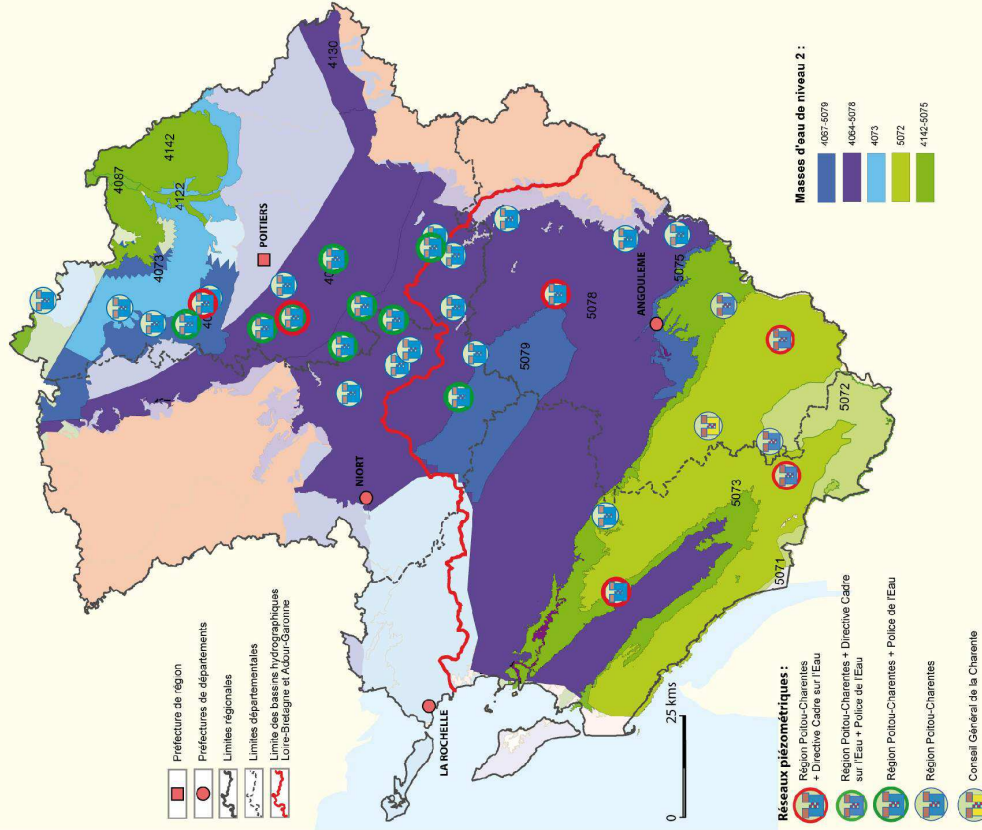 Préfecture de région
Préfectures de départements
Limites régionales
Limites départementales
Limite des bassins hydrographiques
Loire-Bretagne et Adour-Garonne
4130
4142
4087
4122
4073
POITIERS
NIORT
LA ROCHELLE
ANGOULEME
5079
5078
5075
5073
5072
5071
0
25 kms
Réseaux piézométriques :
Région Poitou-Charentes
+ Directive Cadre sur l'Eau
Région Poitou-Charentes + Directive Cadre
sur l'Eau + Police de l'Eau
Région Poitou-Charentes + Police de l'Eau
Région Poitou-Charentes
Conseil Général de la Charente
Masses d'eau de niveau 2 :
4067-5079
4064-5078
4073
5072
4142-5075